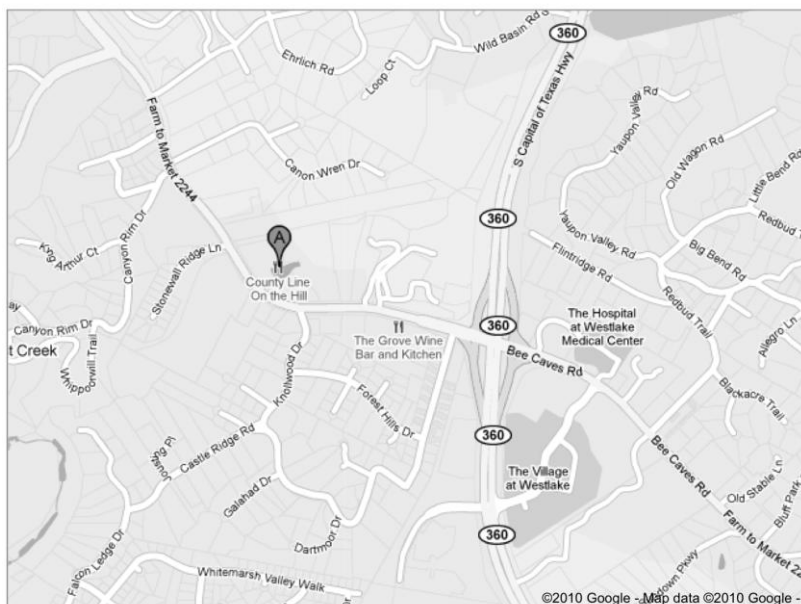 360
Wild Basin Rd S
Ehrlich Rd
Loop Ct
S Capital of Texas Hwy
Farm to Market 2244
Yaupon Valley Rd
Old Wagon Rd
Little Bend Rd
Canon Wren Dr
360
Redbud
King Arthur Ct
Canyon Rim Dr
Stonewall Ridge Ln
A
Yaupon Valley Rd
Flintridge Rd
Big Bend Rd
County Line
On the Hill
Redbud Trail
Canyon Rim Dr
t Creek
Whippoorwill Trail
The Grove Wine
Bar and Kitchen
360
The Hospital
at Westlake
Medical Center
Bee Caves Rd
Allegro Ln
Knollwood Dr
Forest Hills Dr
Blackacre Trail
Castle Ridge Rd
360
Bee Caves Rd
The Village
at Westlake
Galahad Dr
Old Stable Ln
Bluff Park
Dartmoor Dr
360
Farm to Market 22
Falcon Ledge Dr
Whitemarsh Valley Walk
down Pkwy
©2010 Google - Map data ©2010 Google -